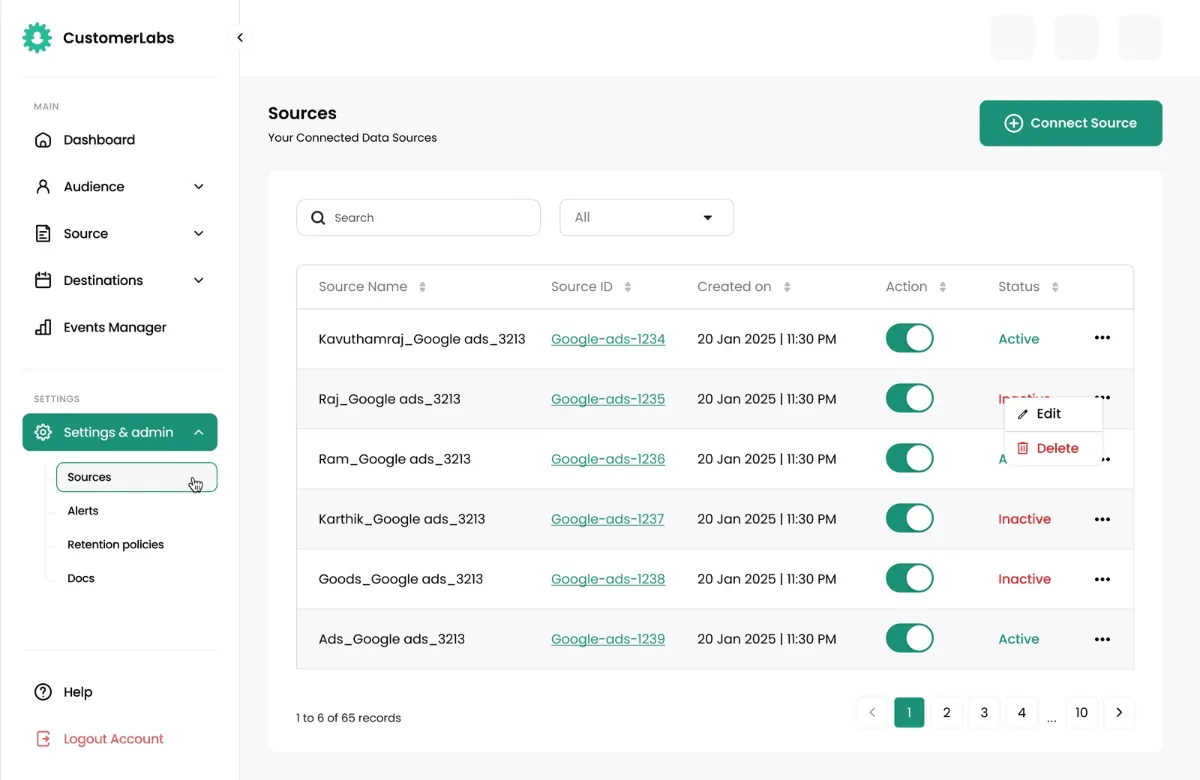 CustomerLabs
MAIN
Dashboard
Audience
Source
Destinations
Events Manager
SETTINGS
Settings & admin
Sources
Alerts
Retention policies
Docs
Help
Logout Account
Sources
Your Connected Data Sources
Connect Source
Search
All
Source Name Source ID Created on Action Status
Kavuthamraj_Google ads_3213 Google-ads-1234 20 Jan 2025 | 11:30 PM Active
Raj_Google ads_3213 Google-ads-1235 20 Jan 2025 | 11:30 PM Inactive
Edit
Delete
Ram_Google ads_3213 Google-ads-1236 20 Jan 2025 | 11:30 PM
Karthik_Google ads_3213 Google-ads-1237 20 Jan 2025 | 11:30 PM Inactive
Goods_Google ads_3213 Google-ads-1238 20 Jan 2025 | 11:30 PM Inactive
Ads_Google ads_3213 Google-ads-1239 20 Jan 2025 | 11:30 PM Active
1 to 6 of 65 records
1 2 3 4 ... 10